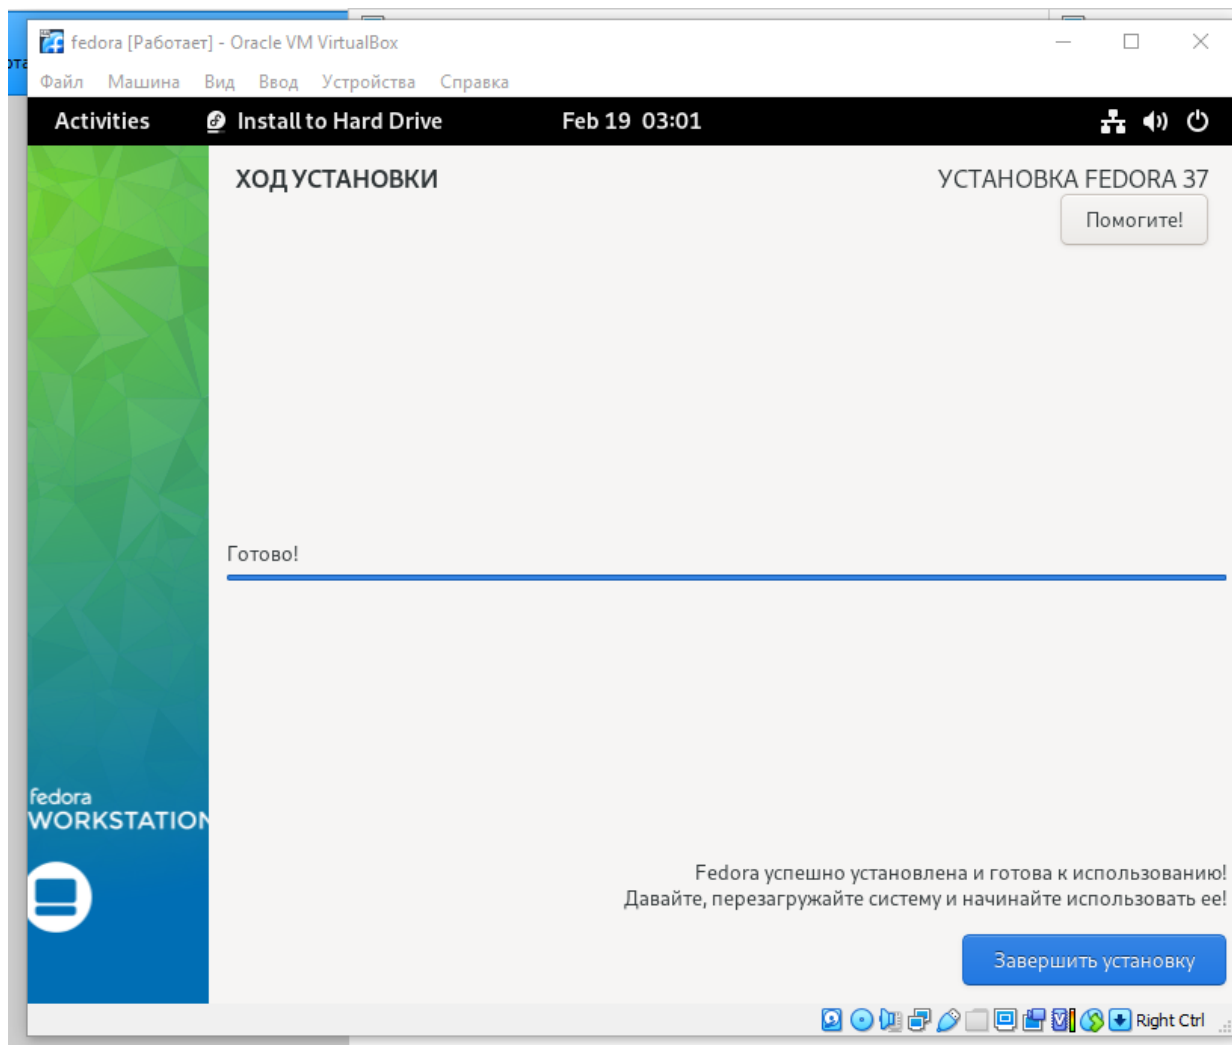 fedora [Работает] - Oracle VM VirtualBox
Файл Машина Вид Ввод Устройства Справка
Activities Install to Hard Drive Feb 19 03:01
ХОД УСТАНОВКИ УСТАНОВКА FEDORA 37
Помогите!
Готово!
fedora
WORKSTATION
Fedora успешно установлена и готова к использованию!
Давайте, перезагружайте систему и начинайте использовать ее!
Завершить установку
Right Ctrl